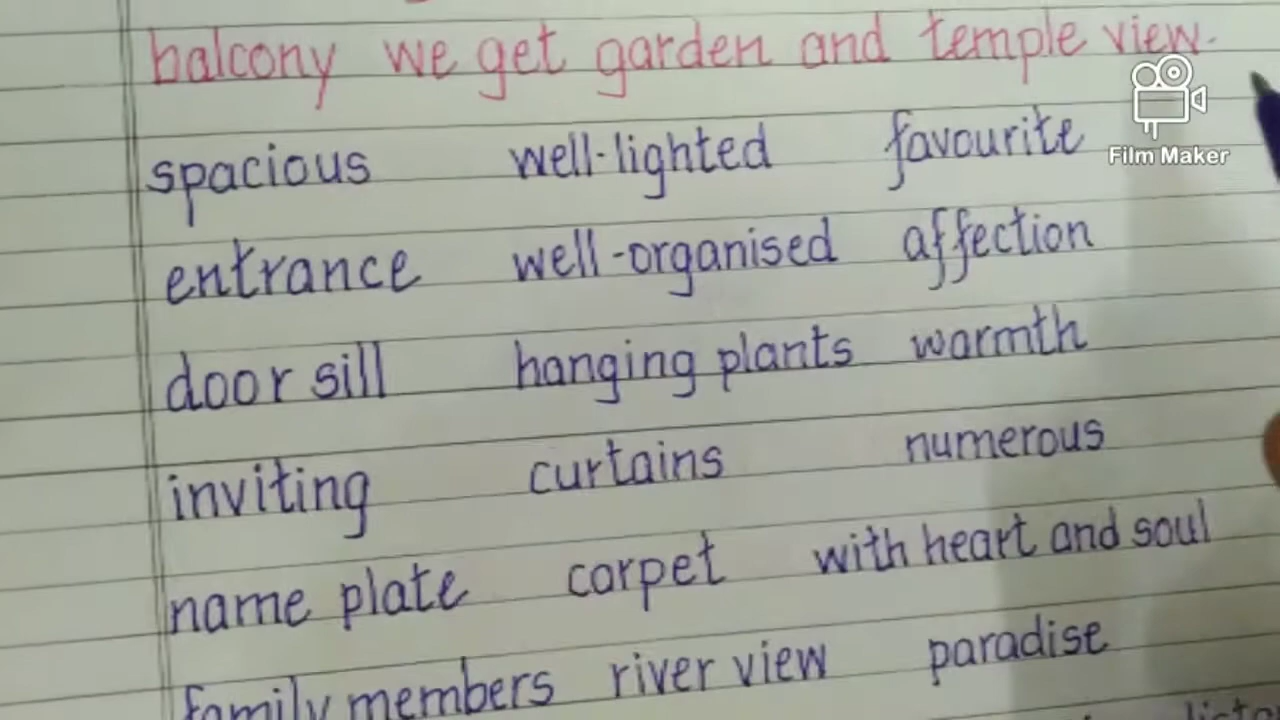 balcony we get garden and temple view.
Film Maker
spacious well-lighted favourite
entrance well-organised affection
door sill hanging plants warmth
inviting curtains numerous
name plate carpet with heart and soul
family members river view paradise